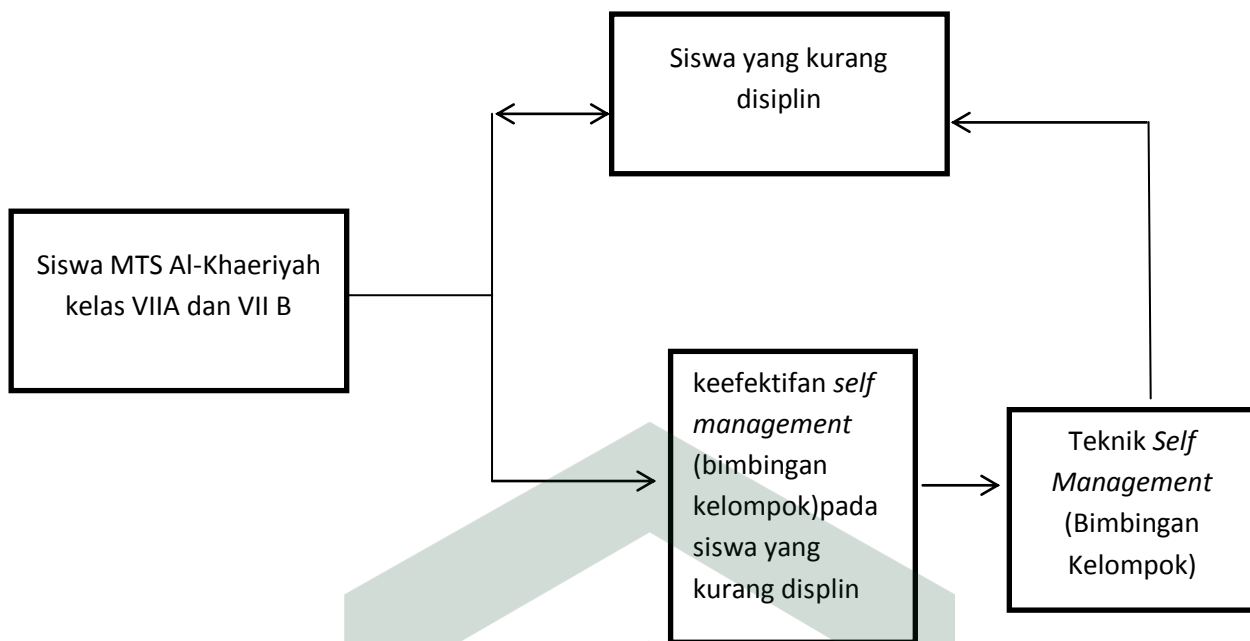 Siswa yang kurang
disiplin
Siswa MTS Al-Khaeriyah
kelas VIIA dan VII B
keefektifan self
management
(bimbingan
kelompok)pada
siswa yang
kurang displin
Teknik Self
Management
(Bimbingan
Kelompok)